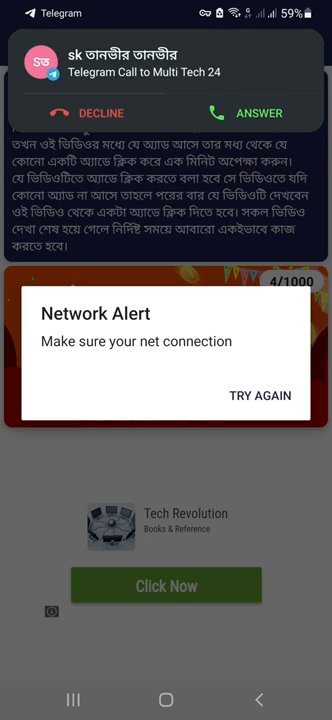 Telegram
59%
Sত
sk তানভীর তানভীর
Telegram Call to Multi Tech 24
DECLINE
ANSWER
তখন ওই ভিডিওর মধ্যে যে অ্যাড আসে তার মধ্য থেকে যে
কোনো একটি অ্যাডে ক্লিক করে এক মিনিট অপেক্ষা করুন।
যে ভিডিওটিতে অ্যাডে ক্লিক করতে বলা হবে সে ভিডিওতে যদি
কোনো অ্যাড না আসে তাহলে পরের বার যে ভিডিওটি দেখবেন
ওই ভিডিও থেকে একটা অ্যাডে ক্লিক দিতে হবে। সকল ভিডিও
দেখা শেষ হয়ে গেলে নির্দিষ্ট সময়ে আবারো একইভাবে কাজ
করতে হবে।
4/1000
Network Alert
Make sure your net connection
TRY AGAIN
Tech Revolution
Books & Reference
Click Now